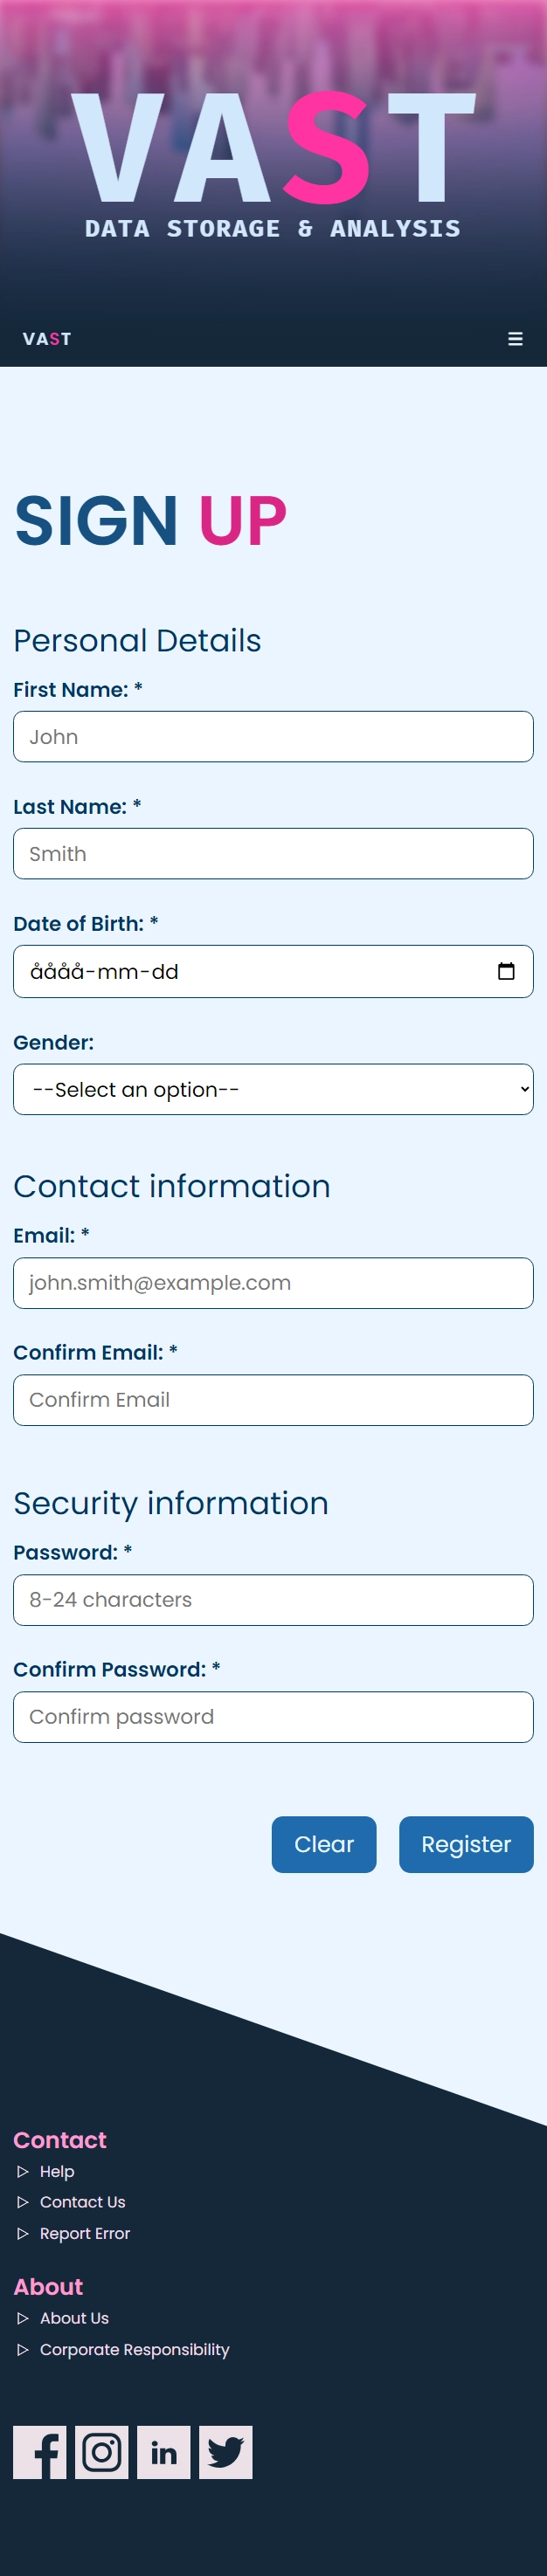 VAST
DATA STORAGE & ANALYSIS
VAST
SIGN UP
Personal Details
First Name: *
John
Last Name: *
Smith
Date of Birth: *
åååå-mm-dd
Gender:
--Select an option--
Contact information
Email: *
john.smith@example.com
Confirm Email: *
Confirm Email
Security information
Password: *
8-24 characters
Confirm Password: *
Confirm password
Clear Register
Contact
Help
Contact Us
Report Error
About
About Us
Corporate Responsibility